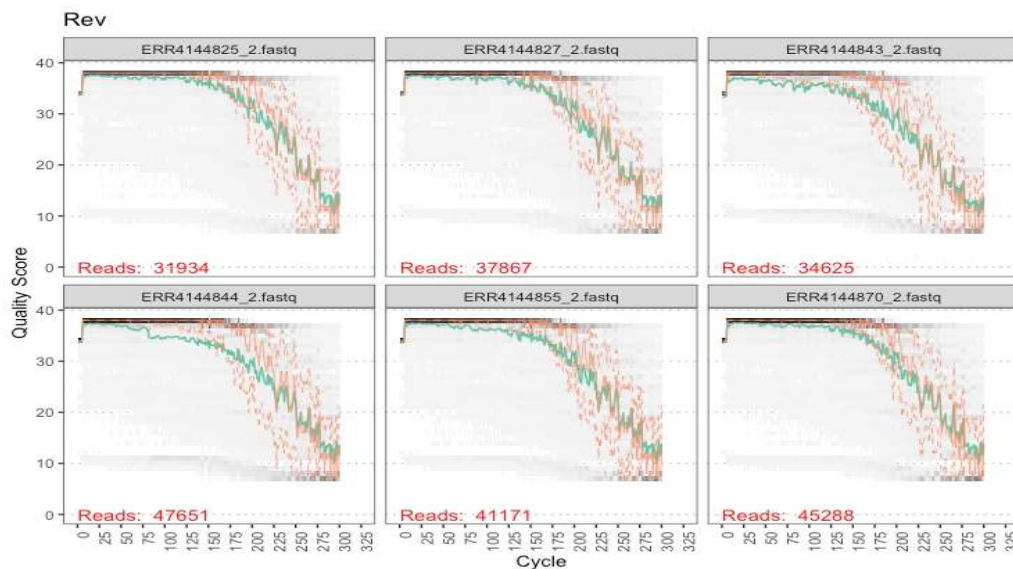 Rev
ERR4144825_2.fastq ERR4144827_2.fastq ERR4144843_2.fastq
40
30
20
10
0
Reads: 31934 Reads: 37867 Reads: 34625
ERR4144844_2.fastq ERR4144855_2.fastq ERR4144870_2.fastq
40
30
20
10
0
Reads: 47651 Reads: 41171 Reads: 45288
Quality Score
0 25 50 75 100 125 150 175 200 225 250 275 300 325 0 25 50 75 100 125 150 175 200 225 250 275 300 325 0 25 50 75 100 125 150 175 200 225 250 275 300 325
Cycle